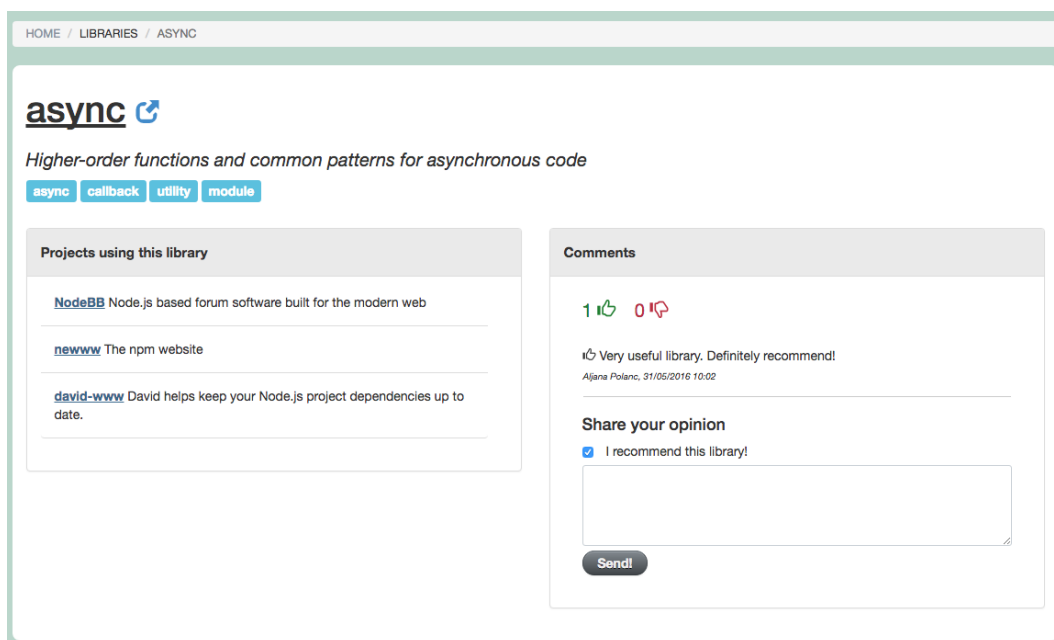 HOME / LIBRARIES / ASYNC
async
Higher-order functions and common patterns for asynchronous code
async callback utility module
Projects using this library
NodeBB Node.js based forum software built for the modern web
newww The npm website
david-www David helps keep your Node.js project dependencies up to
date.
Comments
1 0
Very useful library. Definitely recommend!
Aljana Polanc, 31/05/2016 10:02
Share your opinion
I recommend this library!
Send!